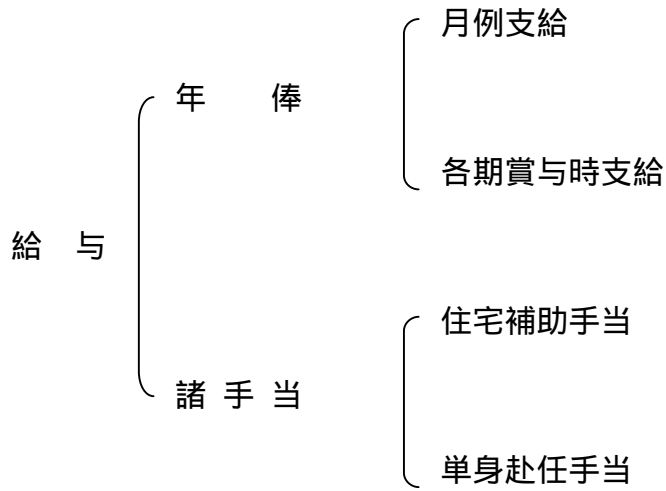 月例支給
年 俸
各期賞与時支給
給 与
住宅補助手当
諸 手 当
単身赴任手当